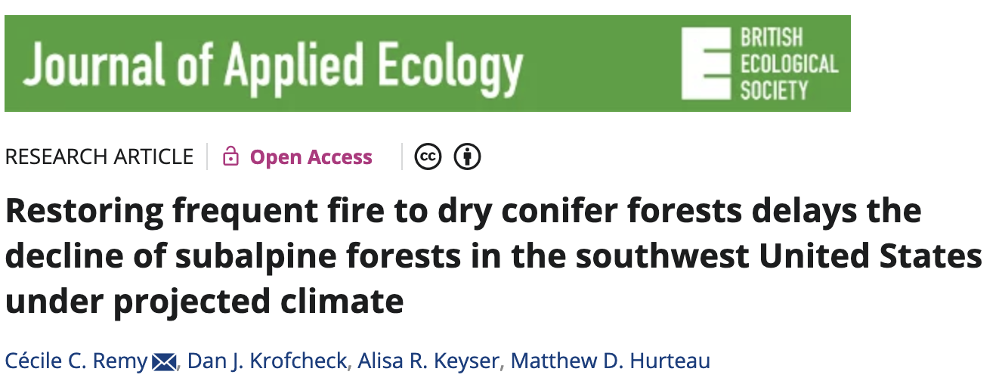 Journal of Applied Ecology
BRITISH
ECOLOGICAL
SOCIETY
RESEARCH ARTICLE Open Access cc
Restoring frequent fire to dry conifer forests delays the
decline of subalpine forests in the southwest United States
under projected climate
Cécile C. Remy, Dan J. Krofcheck, Alisa R. Keyser, Matthew D. Hurteau